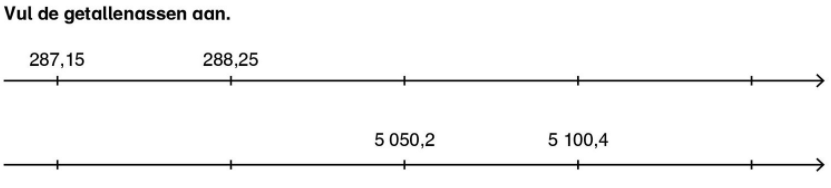 Vul de getallenassen aan.
287,15 288,25
5 050,2 5 100,4